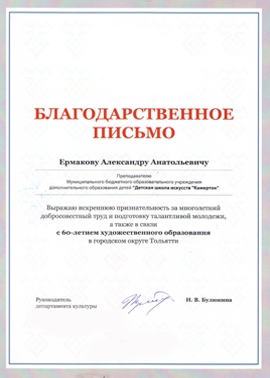 БЛАГОДАРСТВЕННОЕ
ПИСЬМО
Ермакову Александру Анатольевичу
Преподавателю
Муниципального бюджетного образовательного учреждения
дополнительного образования детей "Детская школа искусств "Камертон"
Выражаю искреннюю признательность за многолетний
добросовестный труд и подготовку талантливой молодежи,
а также в связи
с 60-летием художественного образования
в городском округе Тольятти
Руководитель
департамента культуры
Н. В. Булюкина